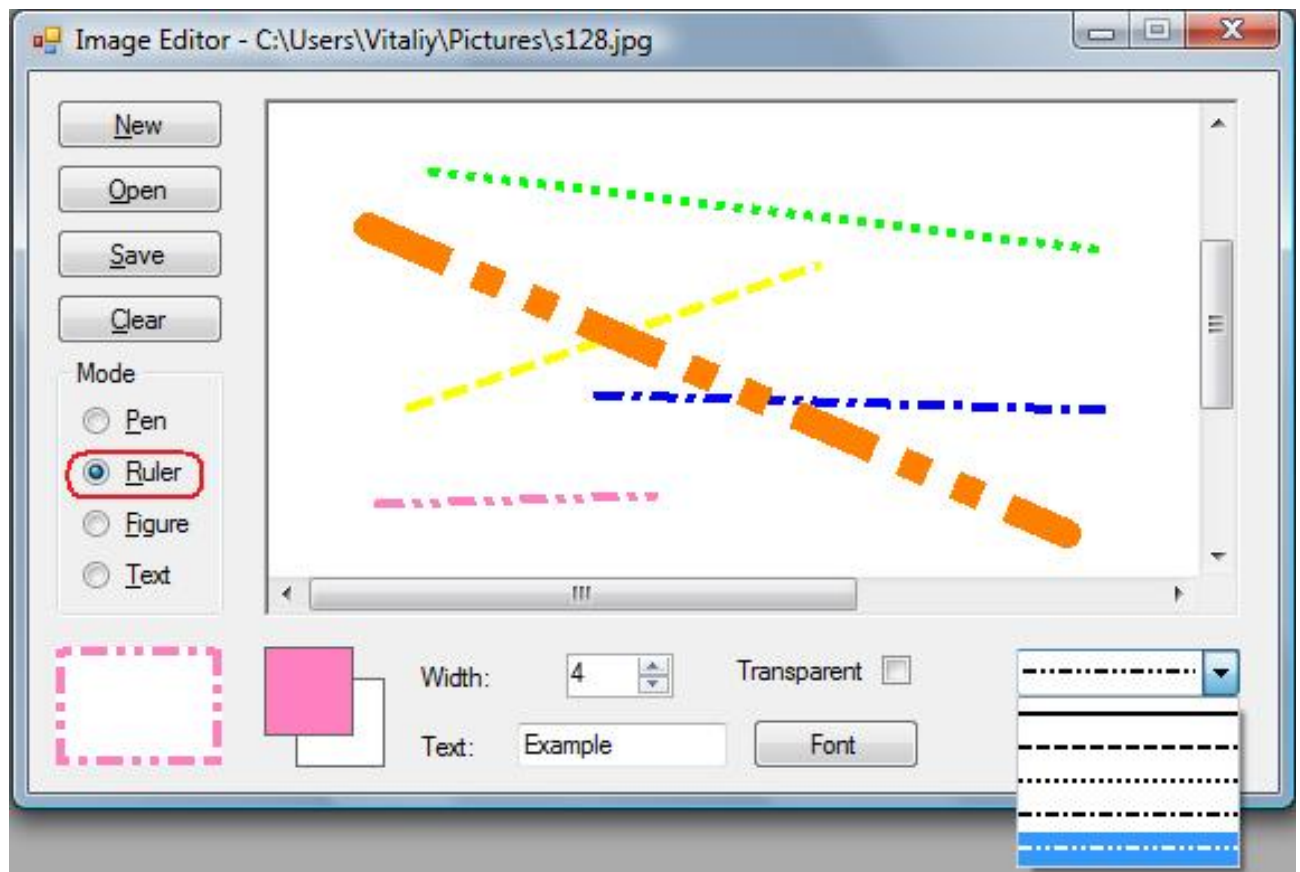 Image Editor - C:\Users\Vitaliy\Pictures\s128.jpg
New
Open
Save
Clear
Mode
Pen
Ruler
Figure
Text
Width: 4 Transparent
Text: Example Font